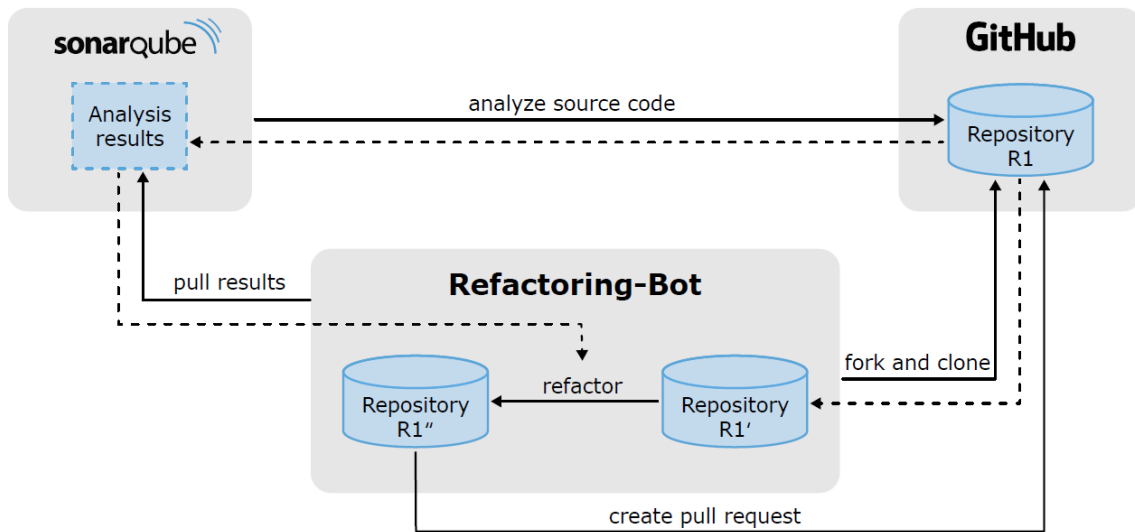 sonarqube
GitHub
Analysis
results
analyze source code
Repository
R1
pull results
Refactoring-Bot
fork and clone
refactor
Repository
R1″
Repository
R1′
create pull request